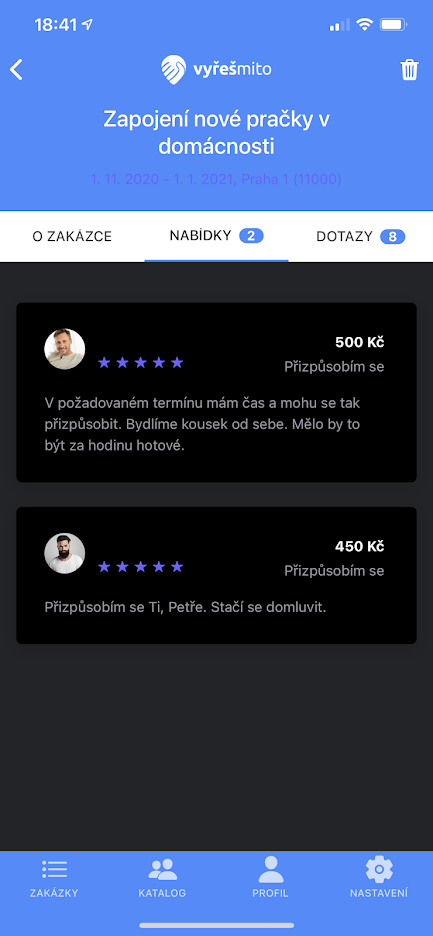 18:41
vyřešmito
Zapojení nové pračky v
domácnosti
1. 11. 2020 - 1. 1. 2021, Praha 1 (11000)
O ZAKÁZCE
NABÍDKY 2
DOTAZY 8
500 Kč
Přizpůsobím se
V požadovaném termínu mám čas a mohu se tak
přizpůsobit. Bydlíme kousek od sebe. Mělo by to
být za hodinu hotové.
450 Kč
Přizpůsobím se
Přizpůsobím se Ti, Petře. Stačí se domluvit.
ZAKÁZKY
KATALOG
PROFIL
NASTAVENÍ